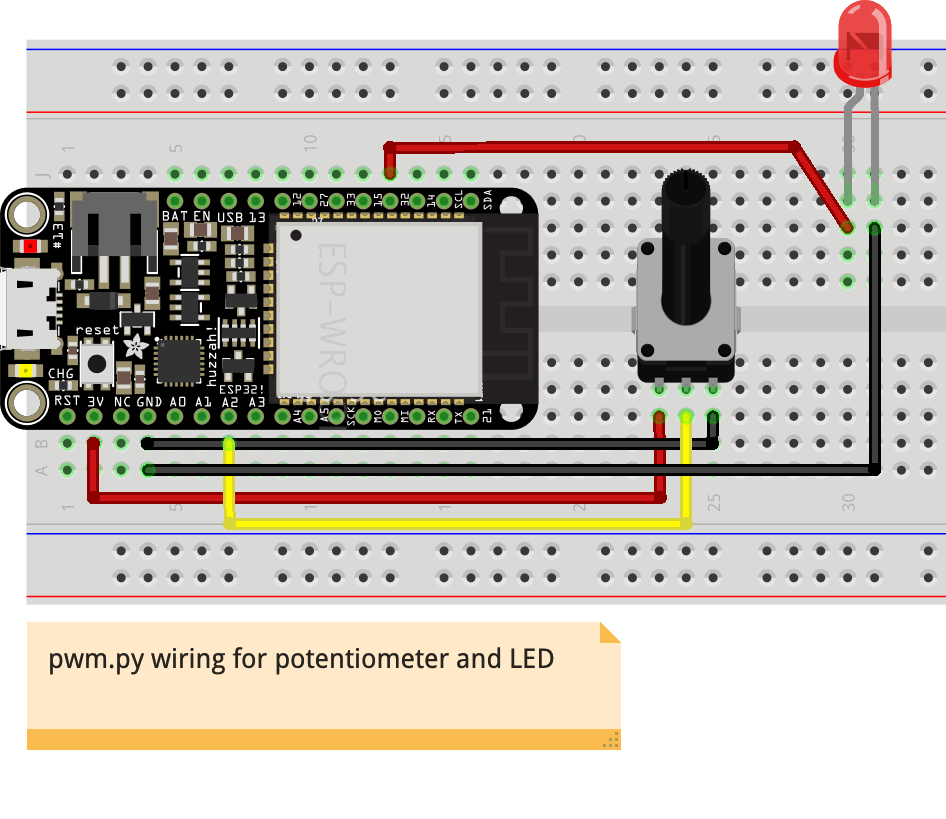 1
5
10
15
20
25
30
J
12 27 33 15 32 14 SCL SDA
BAT EN USB 13
#13
ESP-WRO
reset
huzzah!
CHG
ESP32!
RST 3V NC GND A0 A1 A2 A3 A4 A5 SCK MO MI RX TX 21
B
A
1
5
25
30
pwm.py wiring for potentiometer and LED